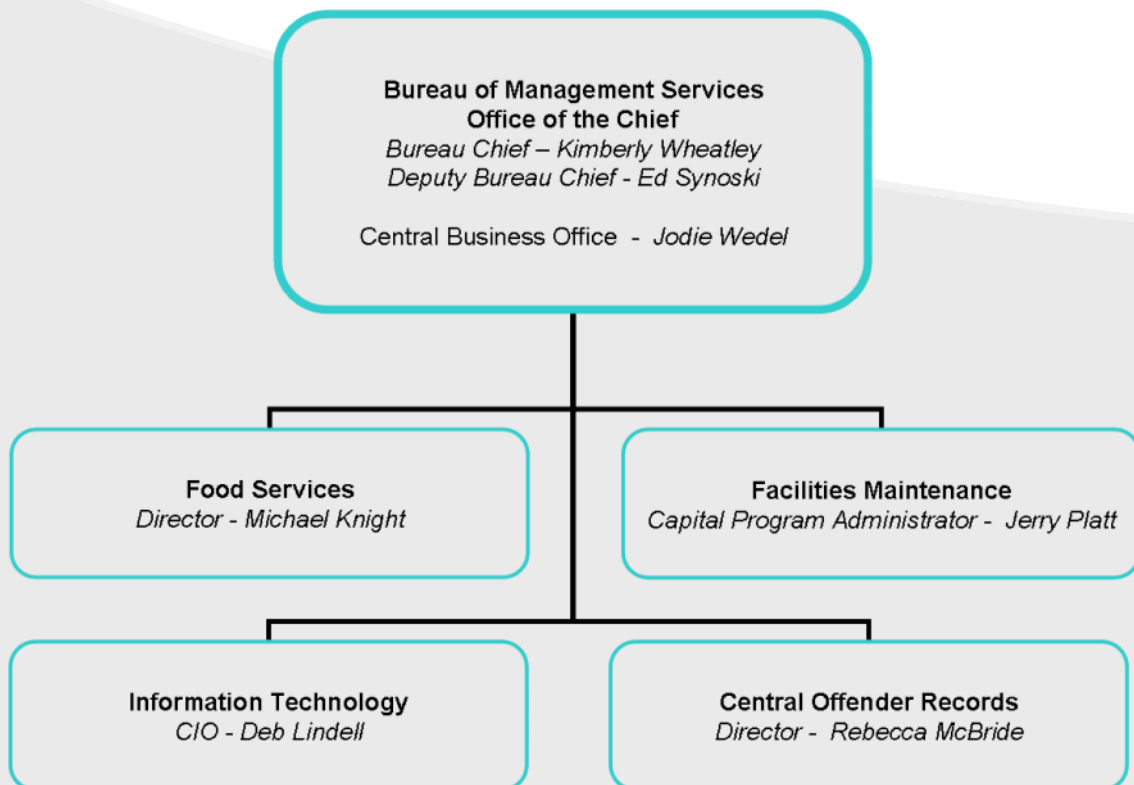 Bureau of Management Services
Office of the Chief
Bureau Chief – Kimberly Wheatley
Deputy Bureau Chief - Ed Synoski
Central Business Office - Jodie Wedel
Food Services
Director - Michael Knight
Facilities Maintenance
Capital Program Administrator - Jerry Platt
Information Technology
CIO - Deb Lindell
Central Offender Records
Director - Rebecca McBride